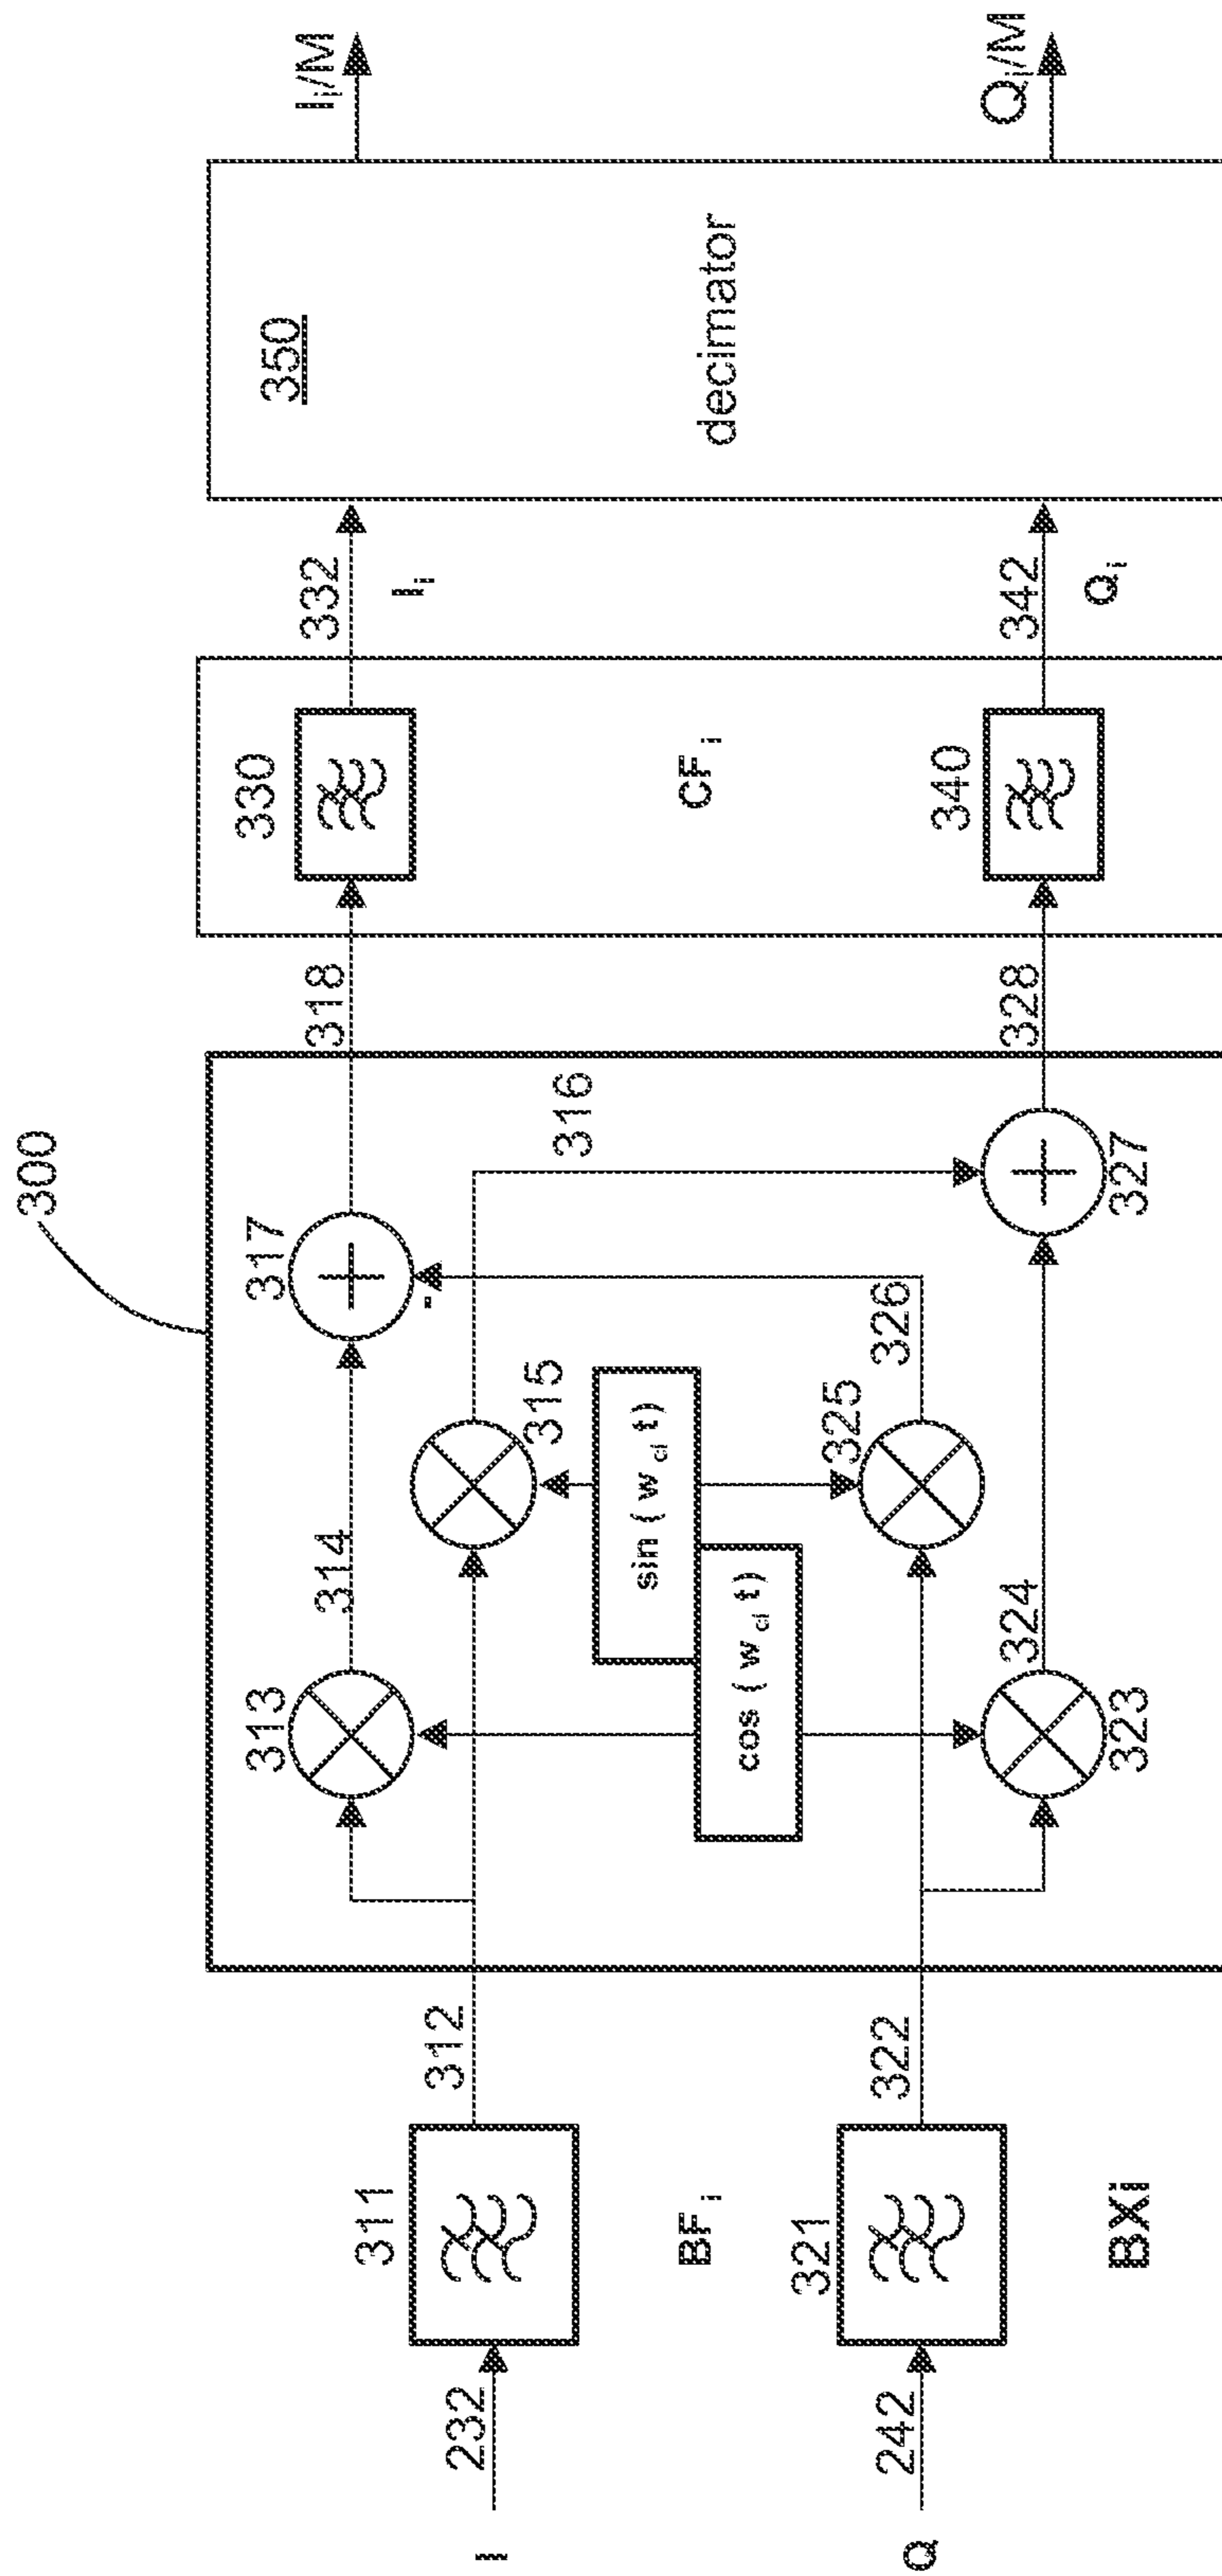 300
I
232
311
312
313
314
317
318
330
332
I_i
350
I_i/M
315
316
sin ( w_ci t)
cos ( w_ci t)
BF_i
CF_i
decimator
Q
242
321
322
325
326
323
324
327
328
340
342
Q_i
Q_i/M
BXi
-